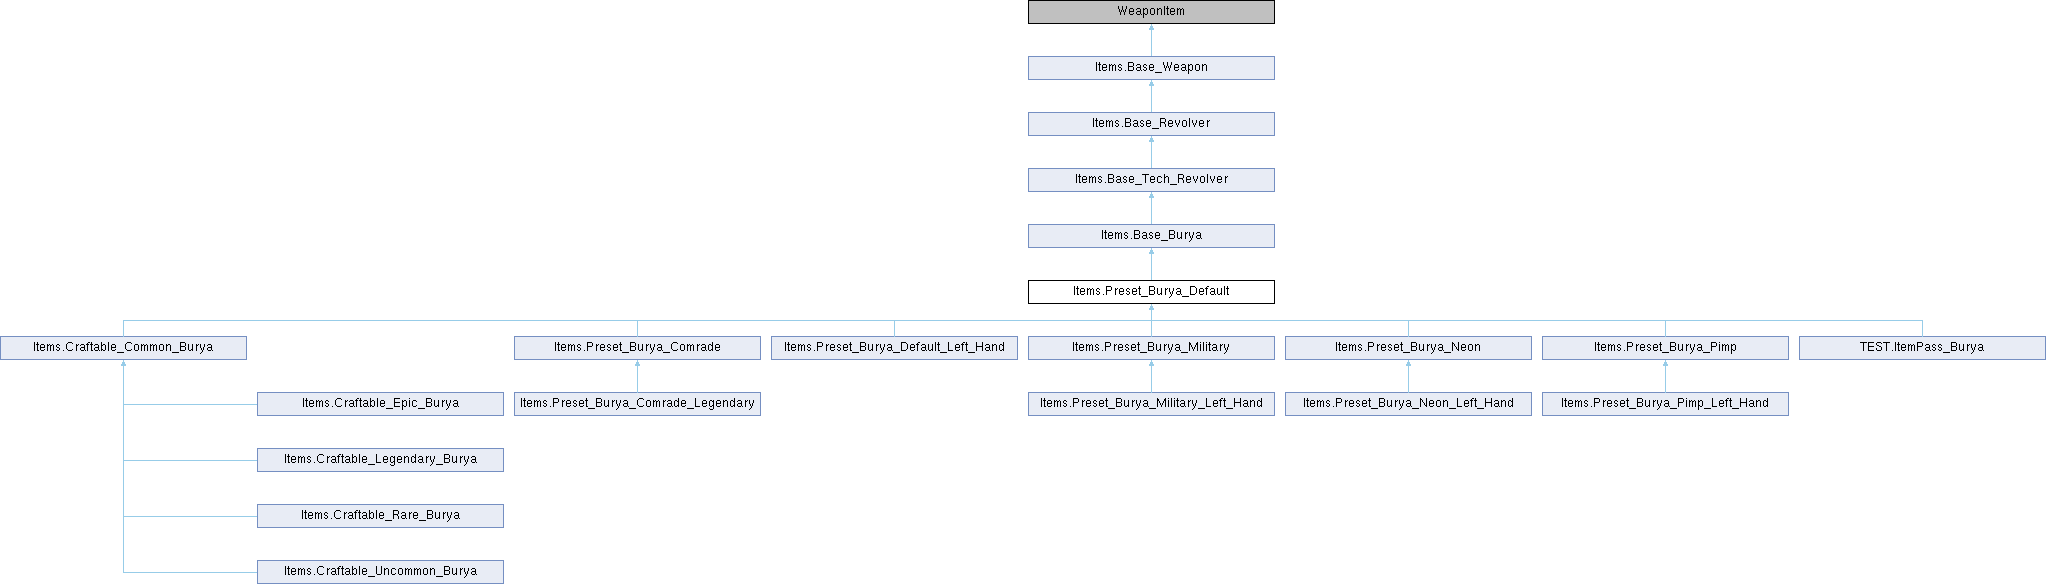 WeaponItem
Items.Base_Weapon
Items.Base_Revolver
Items.Base_Tech_Revolver
Items.Base_Burya
Items.Preset_Burya_Default
Items.Craftable_Common_Burya
Items.Preset_Burya_Comrade
Items.Preset_Burya_Default_Left_Hand
Items.Preset_Burya_Military
Items.Preset_Burya_Neon
Items.Preset_Burya_Pimp
TEST.ItemPass_Burya
Items.Craftable_Epic_Burya
Items.Preset_Burya_Comrade_Legendary
Items.Preset_Burya_Military_Left_Hand
Items.Preset_Burya_Neon_Left_Hand
Items.Preset_Burya_Pimp_Left_Hand
Items.Craftable_Legendary_Burya
Items.Craftable_Rare_Burya
Items.Craftable_Uncommon_Burya